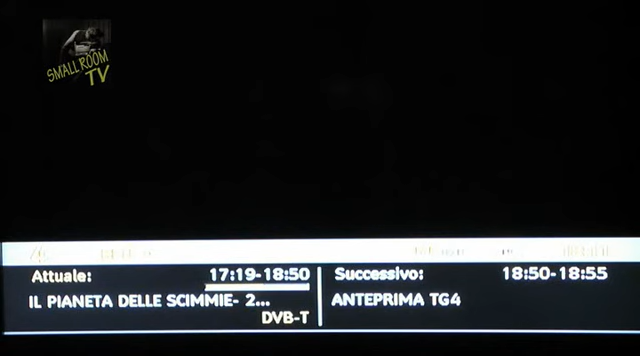 SMALL ROOM
TV
Attuale:
17:19-18:50
IL PIANETA DELLE SCIMMIE- 2...
DVB-T
Successivo:
18:50-18:55
ANTEPRIMA TG4